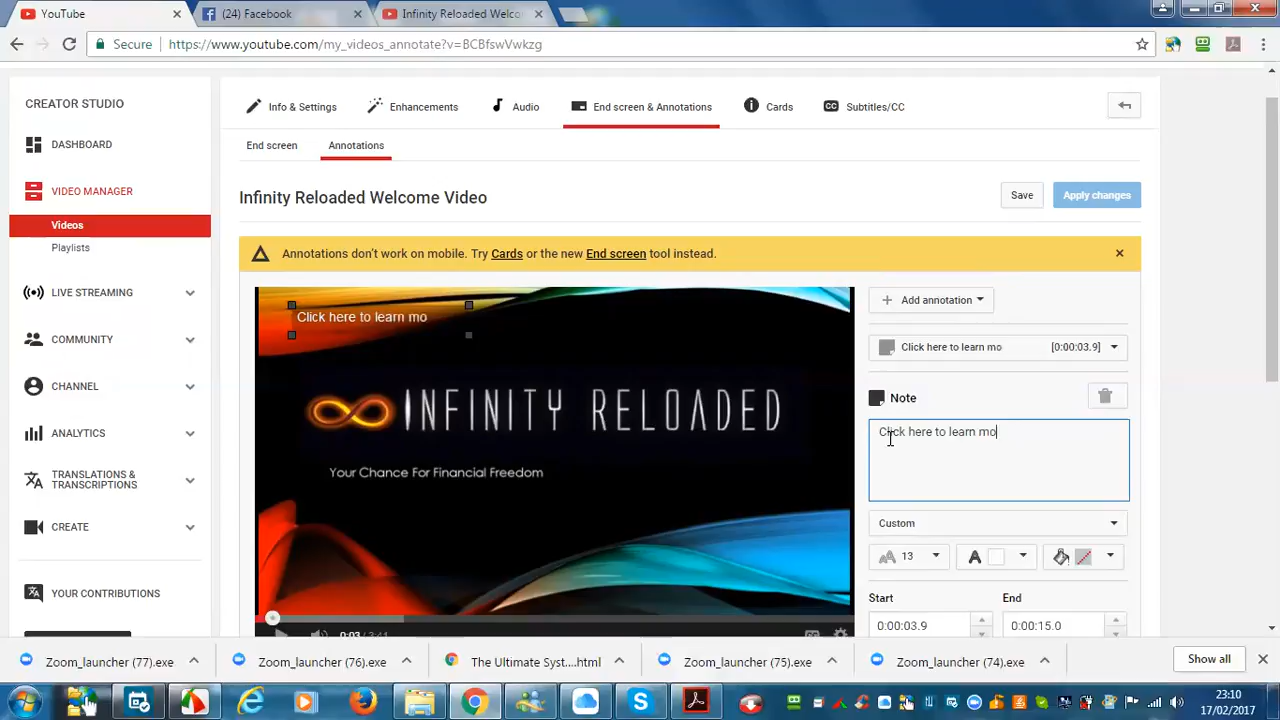 YouTube
(24) Facebook
Infinity Reloaded Welco
Secure
https://www.youtube.com/my_videos_annotate?v=BCBfswVwkzg
CREATOR STUDIO
Info & Settings
Enhancements
Audio
End screen & Annotations
Cards
CC
Subtitles/CC
DASHBOARD
End screen
Annotations
VIDEO MANAGER
Infinity Reloaded Welcome Video
Save
Apply changes
Videos
Playlists
Annotations don't work on mobile. Try Cards or the new End screen tool instead.
LIVE STREAMING
Add annotation
Click here to learn mo
COMMUNITY
Click here to learn mo
[0:00:03.9]
CHANNEL
Note
INFINITY RELOADED
Click here to learn mo
ANALYTICS
Your Chance For Financial Freedom
TRANSLATIONS &
TRANSCRIPTIONS
CREATE
Custom
13
A
YOUR CONTRIBUTIONS
Start
End
0:00:03.9
0:00:15.0
0:03 / 3:41
Zoom_launcher (77).exe
Zoom_launcher (76).exe
The Ultimate Syst....html
Zoom_launcher (75).exe
Zoom_launcher (74).exe
Show all
23:10
17/02/2017